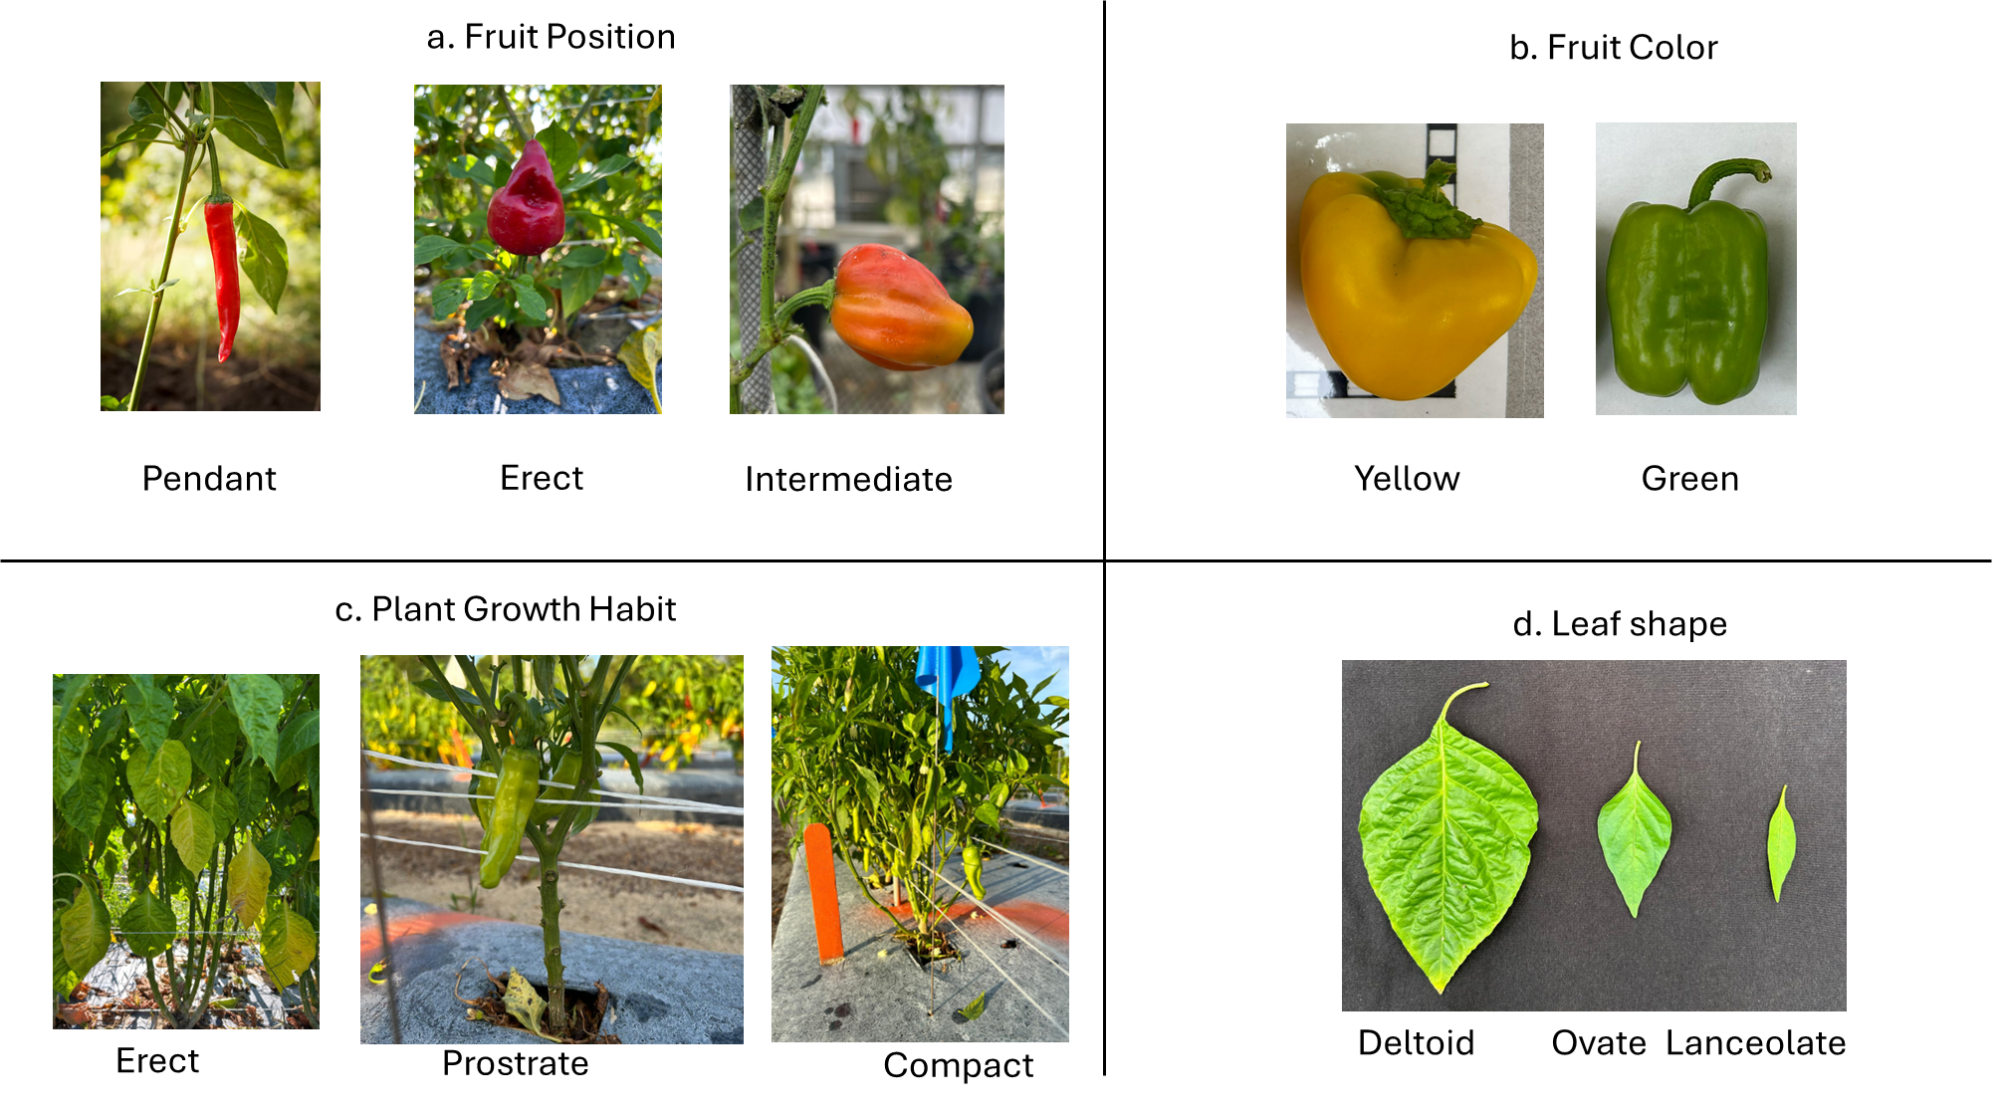 a. Fruit Position
Pendant
Erect
Intermediate
b. Fruit Color
Yellow
Green
c. Plant Growth Habit
Erect
Prostrate
Compact
d. Leaf shape
Deltoid
Ovate
Lanceolate